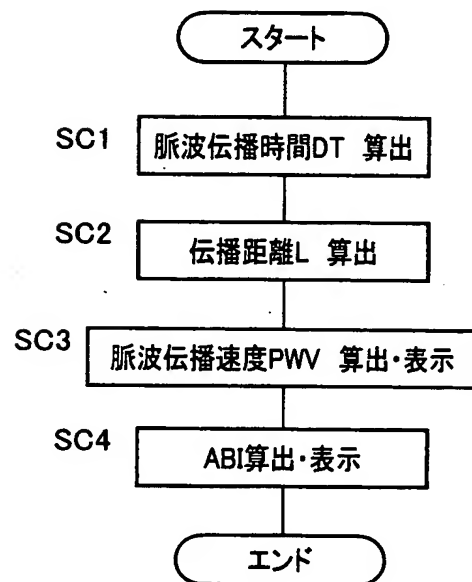 スタート
SC1 脈波伝播時間DT 算出
SC2 伝播距離L 算出
SC3 脈波伝播速度PWV 算出・表示
SC4 ABI算出・表示
エンド